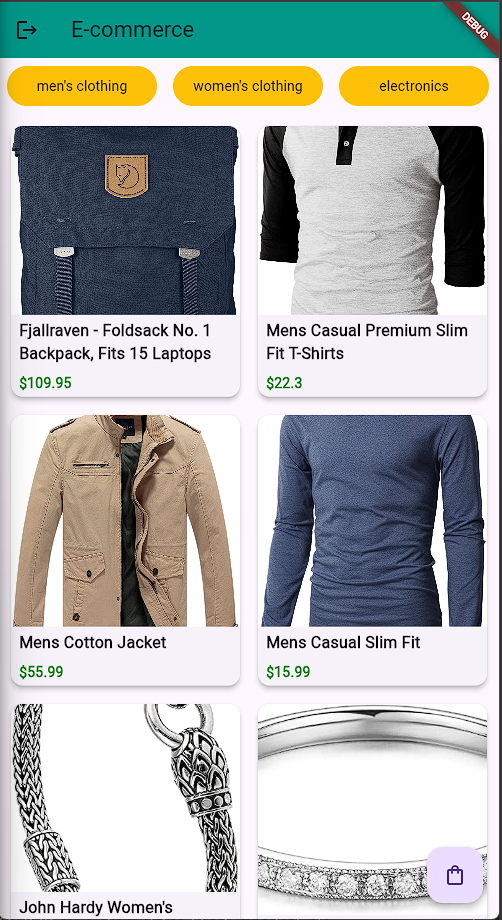 E-commerce
DEBUG
men's clothing
women's clothing
electronics
Fjallraven - Foldsack No. 1
Backpack, Fits 15 Laptops
$109.95
Mens Casual Premium Slim
Fit T-Shirts
$22.3
Mens Cotton Jacket
$55.99
Mens Casual Slim Fit
$15.99
John Hardy Women's